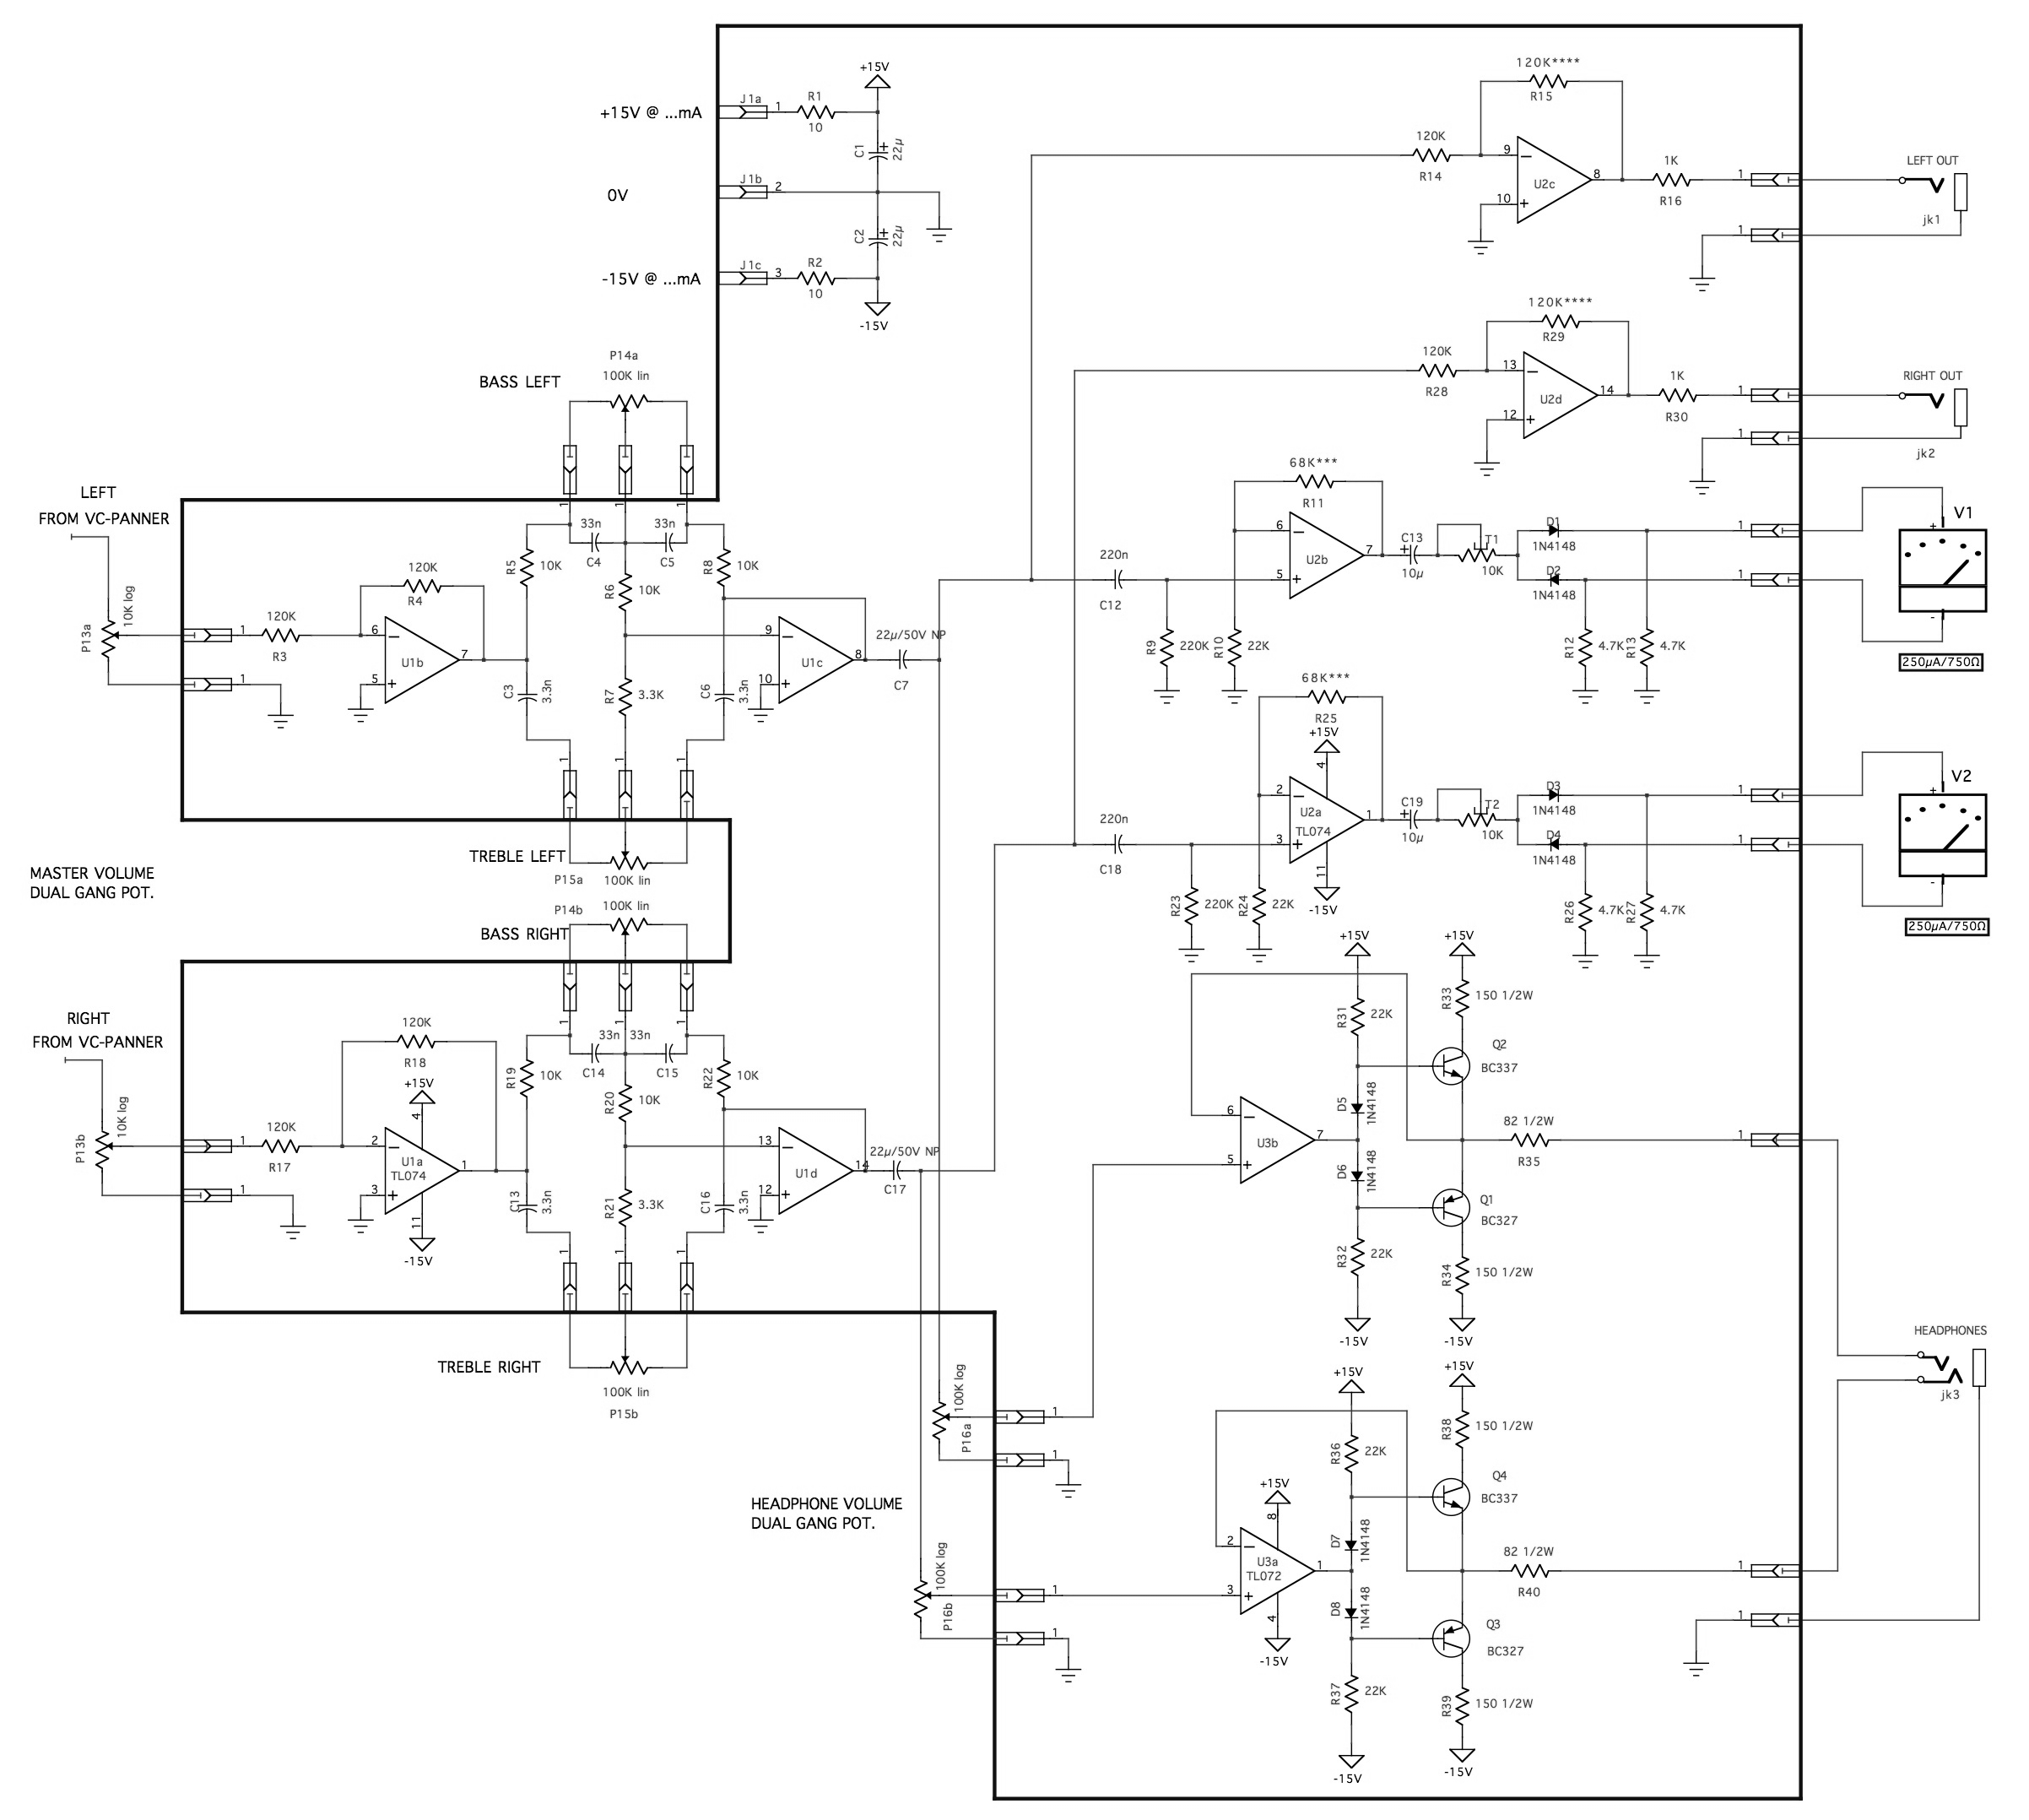 +15V
+15V @ ...mA
J1a
1
R1
10
C1
+
22µ
0V
J1b
2
C2
+
22µ
-15V @ ...mA
J1c
3
R2
10
-15V
120K****
R15
120K
R14
9
8
10
U2c
1K
R16
1
LEFT OUT
jk1
1
120K****
R29
120K
R28
13
14
12
U2d
1K
R30
1
RIGHT OUT
jk2
1
P14a
100K lin
BASS LEFT
1
1
1
LEFT
FROM VC-PANNER
10K log
P13a
1
120K
R3
1
120K
R4
6
7
5
U1b
R5
10K
33n
C4
33n
C5
R6
10K
R8
10K
C3
3.3n
R7
3.3K
C6
3.3n
9
8
10
U1c
22µ/50V NP
C7
1
1
1
TREBLE LEFT
P15a
100K lin
220n
C12
R9
220K
R10
22K
68K***
R11
6
7
5
U2b
C13
+
10µ
T1
10K
D1
1N4148
D2
1N4148
R12
4.7K
R13
4.7K
1
1
V1
+
-
250µA/750Ω
220n
C18
R23
220K
R24
22K
68K***
R25
+15V
4
2
1
3
U2a
TL074
11
-15V
C19
+
10µ
T2
10K
D3
1N4148
D4
1N4148
R26
4.7K
R27
4.7K
1
1
V2
+
-
250µA/750Ω
MASTER VOLUME
DUAL GANG POT.
100K lin
P14b
BASS RIGHT
1
1
1
RIGHT
FROM VC-PANNER
10K log
P13b
1
120K
R17
1
120K
R18
+15V
4
2
1
3
U1a
TL074
11
-15V
R19
10K
33n
C14
33n
C15
R20
10K
R22
10K
C13
3.3n
R21
3.3K
C16
3.3n
13
14
12
U1d
22µ/50V NP
C17
1
1
1
TREBLE RIGHT
100K lin
P15b
+15V
+15V
R31
22K
R33
150 1/2W
Q2
BC337
D5
1N4148
6
7
5
U3b
D6
1N4148
82 1/2W
R35
1
Q1
BC327
R32
22K
R34
150 1/2W
-15V
-15V
HEADPHONES
jk3
100K log
P16a
1
1
HEADPHONE VOLUME
DUAL GANG POT.
100K log
P16b
1
1
+15V
+15V
R36
22K
R38
150 1/2W
Q4
BC337
+15V
8
2
1
3
U3a
TL072
4
-15V
D7
1N4148
D8
1N4148
82 1/2W
R40
1
1
Q3
BC327
R37
22K
R39
150 1/2W
-15V
-15V